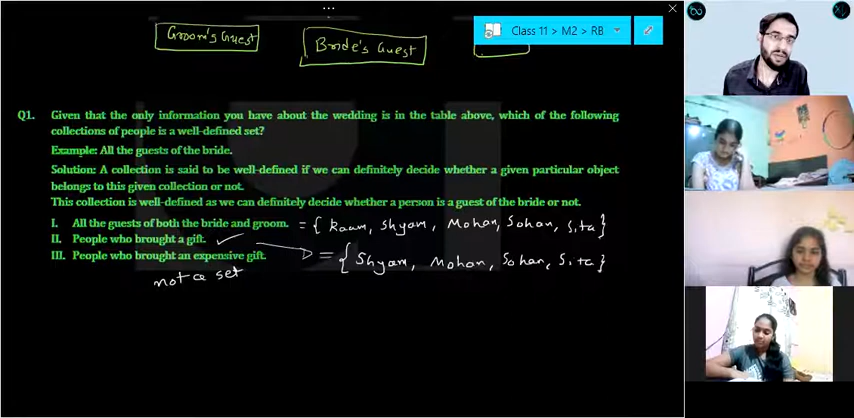 Groom's Guest
Bride's Guest
Class 11 > M2 > RB
Q1. Given that the only information you have about the wedding is in the table above, which of the following
collections of people is a well-defined set?
Example: All the guests of the bride.
Solution: A collection is said to be well-defined if we can definitely decide whether a given particular object
belongs to this given collection or not.
This collection is well-defined as we can definitely decide whether a person is a guest of the bride or not.
I. All the guests of both the bride and groom. = { Raam, Shyam, Mohan, Sohan, Sita }
II. People who brought a gift.
III. People who brought an expensive gift. = { Shyam, Mohan, Sohan, Sita }
not a set